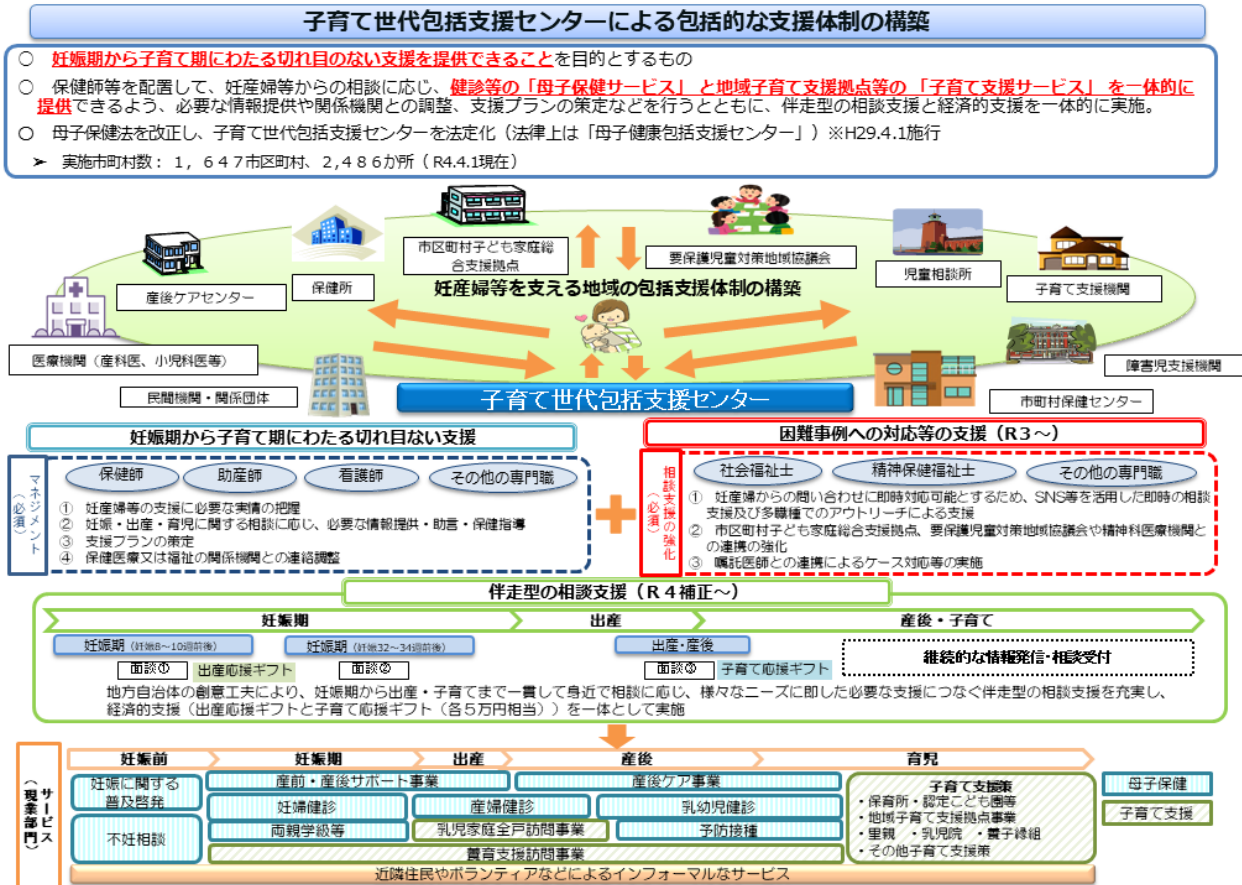 子育て世代包括支援センターによる包括的な支援体制の構築
○ 妊娠期から子育て期にわたる切れ目のない支援を提供できることを目的とするもの
○ 保健師等を配置して、妊産婦等からの相談に応じ、健診等の「母子保健サービス」と地域子育て支援拠点等の「子育て支援サービス」を一体的に
提供できるよう、必要な情報提供や関係機関との調整、支援プランの策定などを行うとともに、伴走型の相談支援と経済的支援を一体的に実施。
○ 母子保健法を改正し、子育て世代包括支援センターを法定化（法律上は「母子健康包括支援センター」）※H29.4.1施行
➤ 実施市町村数：１，６４７市区町村、２,４８６か所（R4.4.1現在）
市区町村子ども家庭総
合支援拠点
要保護児童対策地域協議会
児童相談所
子育て支援機関
保健所
産後ケアセンター
妊産婦等を支える地域の包括支援体制の構築
医療機関（産科医、小児科医等）
障害児支援機関
民間機関・関係団体
子育て世代包括支援センター
市町村保健センター
妊娠期から子育て期にわたる切れ目ない支援
マネジメント
（必須）
保健師
助産師
看護師
その他の専門職
① 妊産婦等の支援に必要な実情の把握
② 妊娠・出産・育児に関する相談に応じ、必要な情報提供・助言・保健指導
③ 支援プランの策定
④ 保健医療又は福祉の関係機関との連絡調整
困難事例への対応等の支援（R３～）
相談支援の強化
（必須）
社会福祉士
精神保健福祉士
その他の専門職
① 妊産婦からの問い合わせに即時対応可能とするため、SNS等を活用した即時の相談
支援及び多職種でのアウトリーチによる支援
② 市区町村子ども家庭総合支援拠点、要保護児童対策地域協議会や精神科医療機関と
の連携の強化
③ 嘱託医師との連携によるケース対応等の実施
伴走型の相談支援（R４補正～）
妊娠期
出産
産後・子育て
妊娠期（妊娠8～10週前後）
妊娠期（妊娠32～34週前後）
出産・産後
継続的な情報発信・相談受付
面談①
出産応援ギフト
面談②
面談③
子育て応援ギフト
地方自治体の創意工夫により、妊娠期から出産・子育てまで一貫して身近で相談に応じ、様々なニーズに即した必要な支援につなぐ伴走型の相談支援を充実し、
経済的支援（出産応援ギフトと子育て応援ギフト（各５万円相当））を一体として実施
サービス
（現業部門）
妊娠前
妊娠期
出産
産後
育児
妊娠に関する
普及啓発
産前・産後サポート事業
産後ケア事業
妊婦健診
産婦健診
乳幼児健診
不妊相談
両親学級等
乳児家庭全戸訪問事業
予防接種
養育支援訪問事業
子育て支援策
・保育所・認定こども園等
・地域子育て支援拠点事業
・里親 ・乳児院 ・養子縁組
・その他子育て支援策
母子保健
子育て支援
近隣住民やボランティアなどによるインフォーマルなサービス